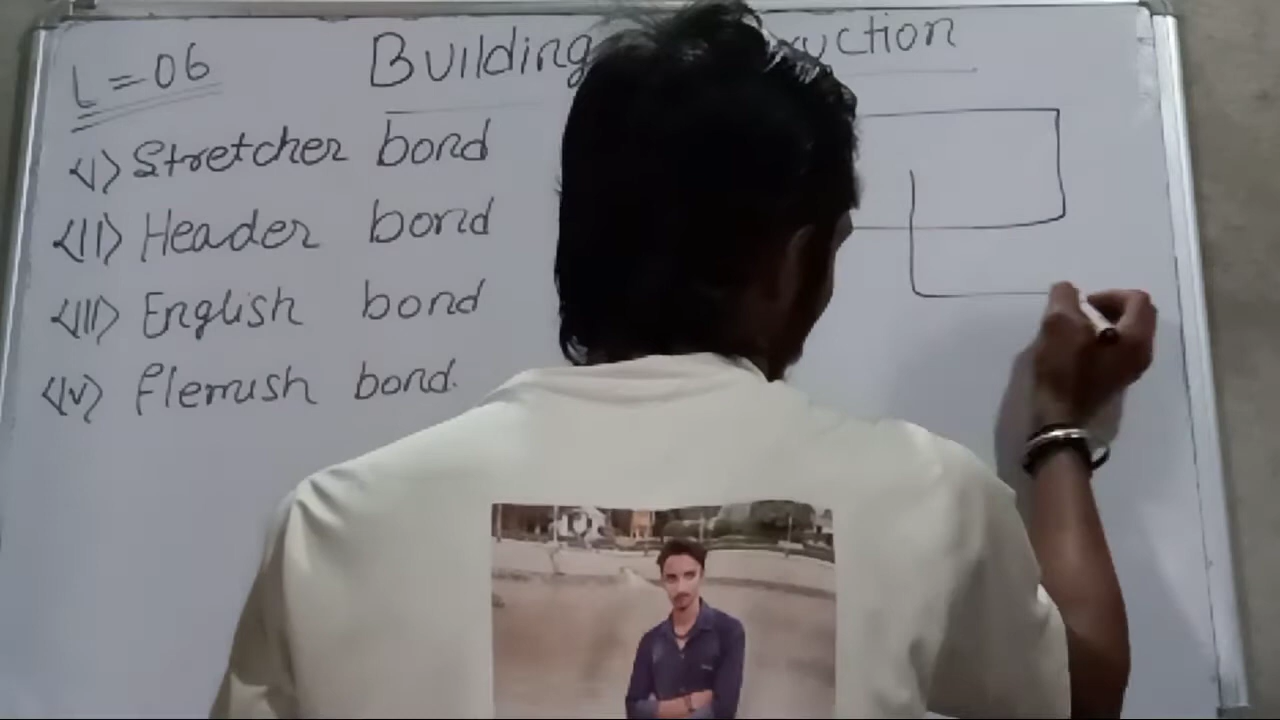 L = 06
Building uction
<I> Stretcher bond
<II> Header bond
<III> English bond
<IV> Flemish bond.